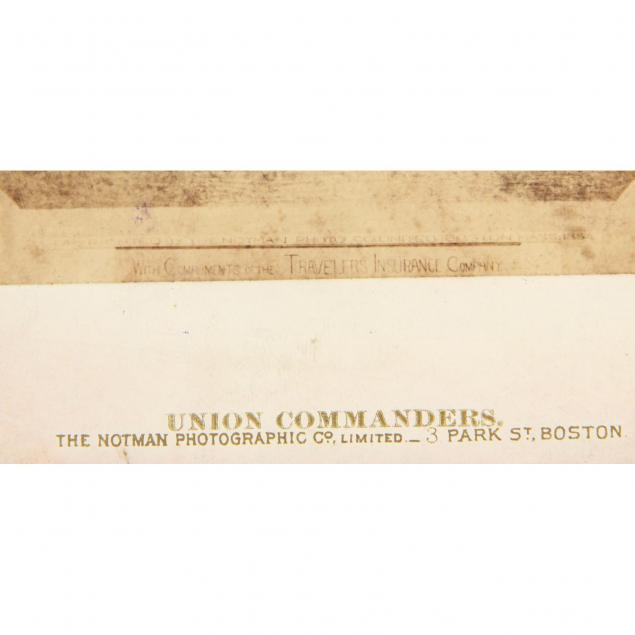 WITH COMPLIMENTS OF THE TRAVELERS INSURANCE COMPANY
UNION COMMANDERS.
THE NOTMAN PHOTOGRAPHIC CO., LIMITED._ 3 PARK ST., BOSTON.